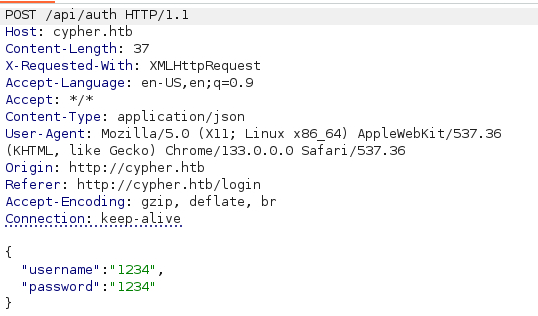 POST /api/auth HTTP/1.1
Host: cypher.htb
Content-Length: 37
X-Requested-With: XMLHttpRequest
Accept-Language: en-US,en;q=0.9
Accept: */*
Content-Type: application/json
User-Agent: Mozilla/5.0 (X11; Linux x86_64) AppleWebKit/537.36
(KHTML, like Gecko) Chrome/133.0.0.0 Safari/537.36
Origin: http://cypher.htb
Referer: http://cypher.htb/login
Accept-Encoding: gzip, deflate, br
Connection: keep-alive
{
"username":"1234",
"password":"1234"
}